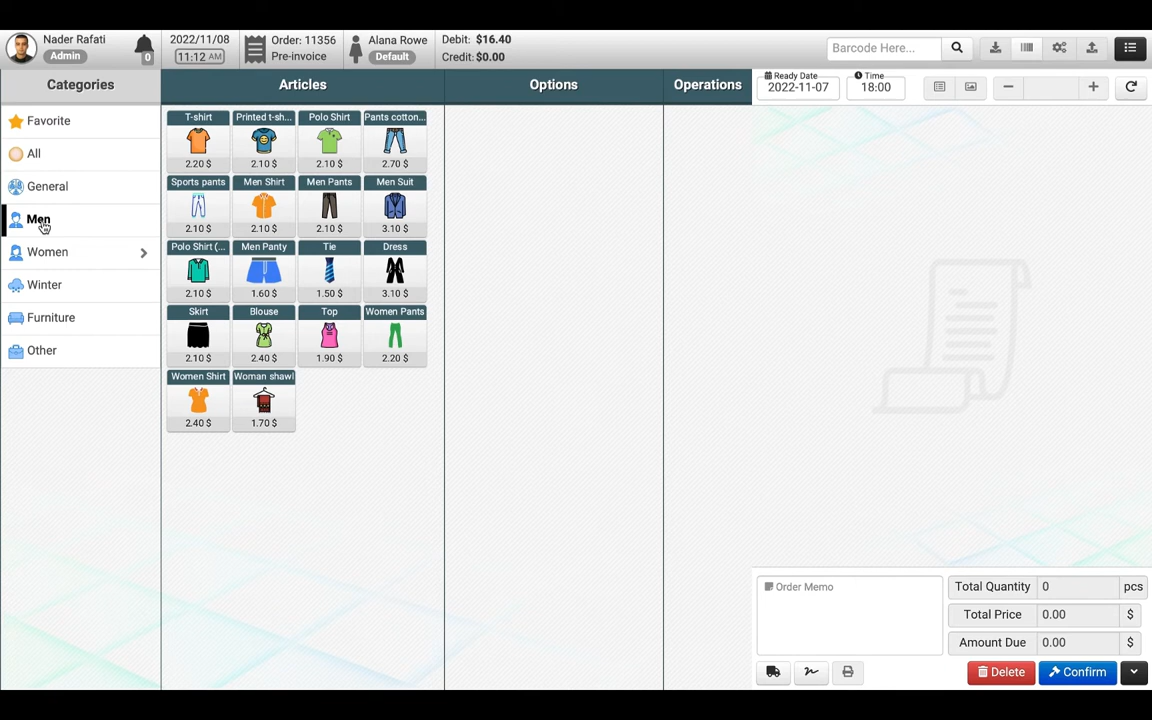 Nader Rafati
Admin
0
2022/11/08
11:12 AM
Order: 11356
Pre-invoice
Alana Rowe
Default
Debit: $16.40
Credit:$0.00
Barcode Here...
Categories
Articles
Options
Operations
Ready Date
2022-11-07
Time
18:00
Favorite
All
General
Men
Women
Winter
Furniture
Other
T-shirt
Printed t-sh...
Polo Shirt
Pants cotton...
2.20 $
2.10 $
2.10 $
2.70 $
Sports pants
Men Shirt
Men Pants
Men Suit
2.10 $
2.10 $
2.10 $
3.10 $
Polo Shirt (...
Men Panty
Tie
Dress
2.10 $
1.60 $
1.50 $
3.10 $
Skirt
Blouse
Top
Women Pants
2.10 $
2.40 $
1.90 $
2.20 $
Women Shirt
Woman shawl
2.40 $
1.70 $
Order Memo
Total Quantity 0 pcs
Total Price 0.00 $
Amount Due 0.00 $
Delete
Confirm